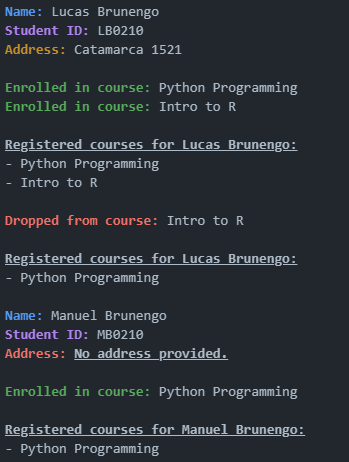 Name: Lucas Brunengo
Student ID: LB0210
Address: Catamarca 1521
Enrolled in course: Python Programming
Enrolled in course: Intro to R
Registered courses for Lucas Brunengo:
- Python Programming
- Intro to R
Dropped from course: Intro to R
Registered courses for Lucas Brunengo:
- Python Programming
Name: Manuel Brunengo
Student ID: MB0210
Address: No address provided.
Enrolled in course: Python Programming
Registered courses for Manuel Brunengo:
- Python Programming